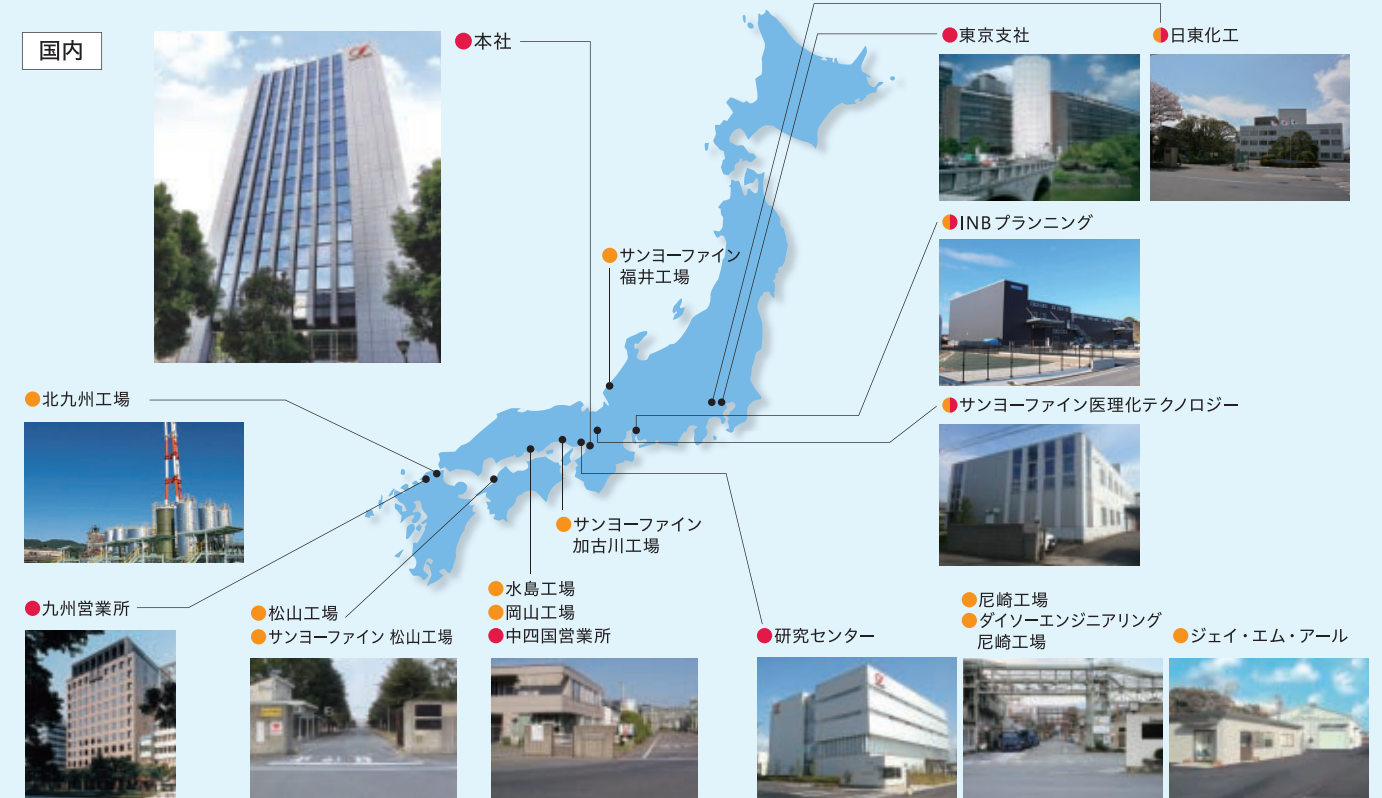 国内
本社
東京支社
日東化工
INBプランニング
サンヨーファイン
福井工場
北九州工場
サンヨーファイン医理化テクノロジー
サンヨーファイン
加古川工場
九州営業所
松山工場
サンヨーファイン 松山工場
水島工場
岡山工場
中四国営業所
研究センター
尼崎工場
ダイソーエンジニアリング
尼崎工場
ジェイ・エム・アール